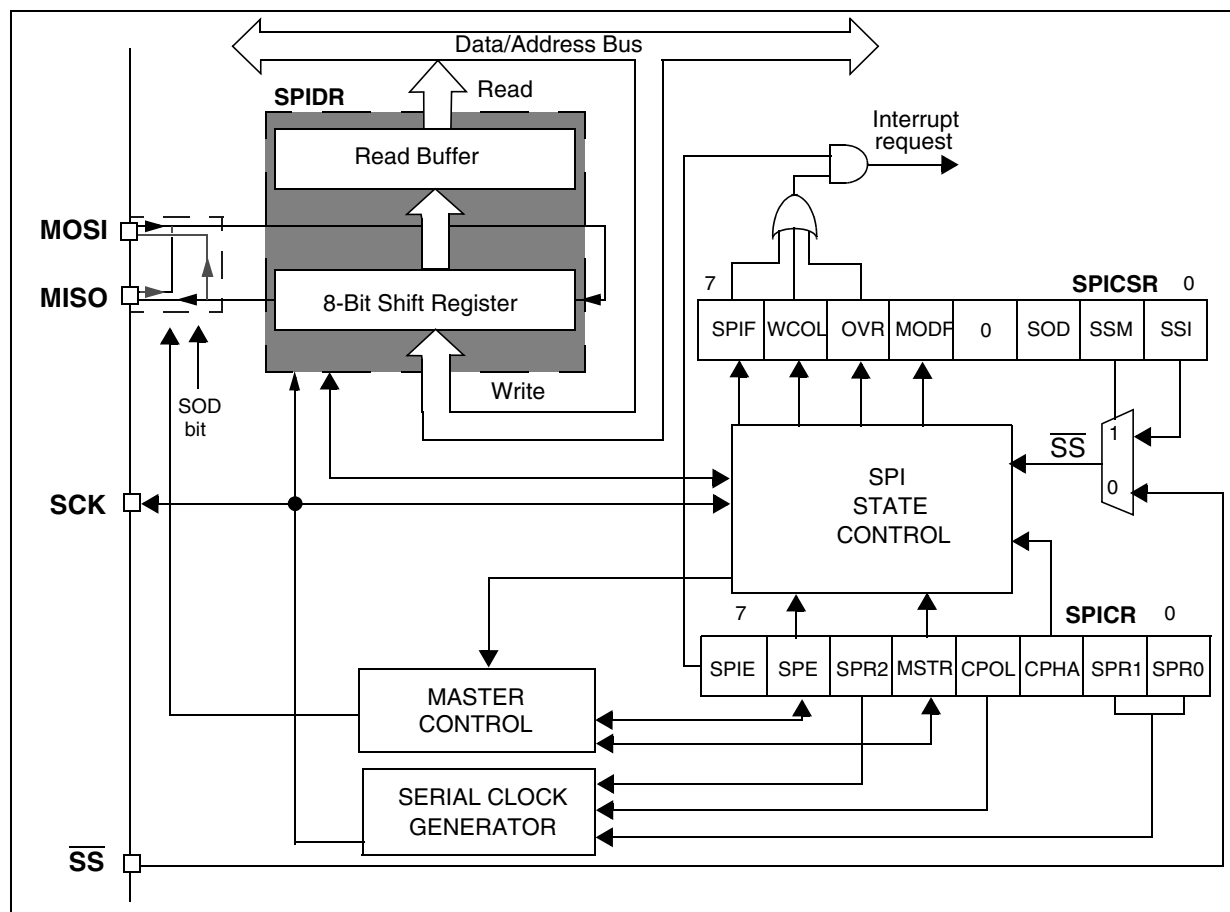 Data/Address Bus
SPIDR
Read
Read Buffer
8-Bit Shift Register
Write
MOSI
MISO
SOD
bit
SCK
SS
Interrupt
request
7
SPICSR
0
SPIF
WCOL
OVR
MODF
0
SOD
SSM
SSI
SS
1
0
SPI
STATE
CONTROL
7
SPICR
0
SPIE
SPE
SPR2
MSTR
CPOL
CPHA
SPR1
SPR0
MASTER
CONTROL
SERIAL CLOCK
GENERATOR